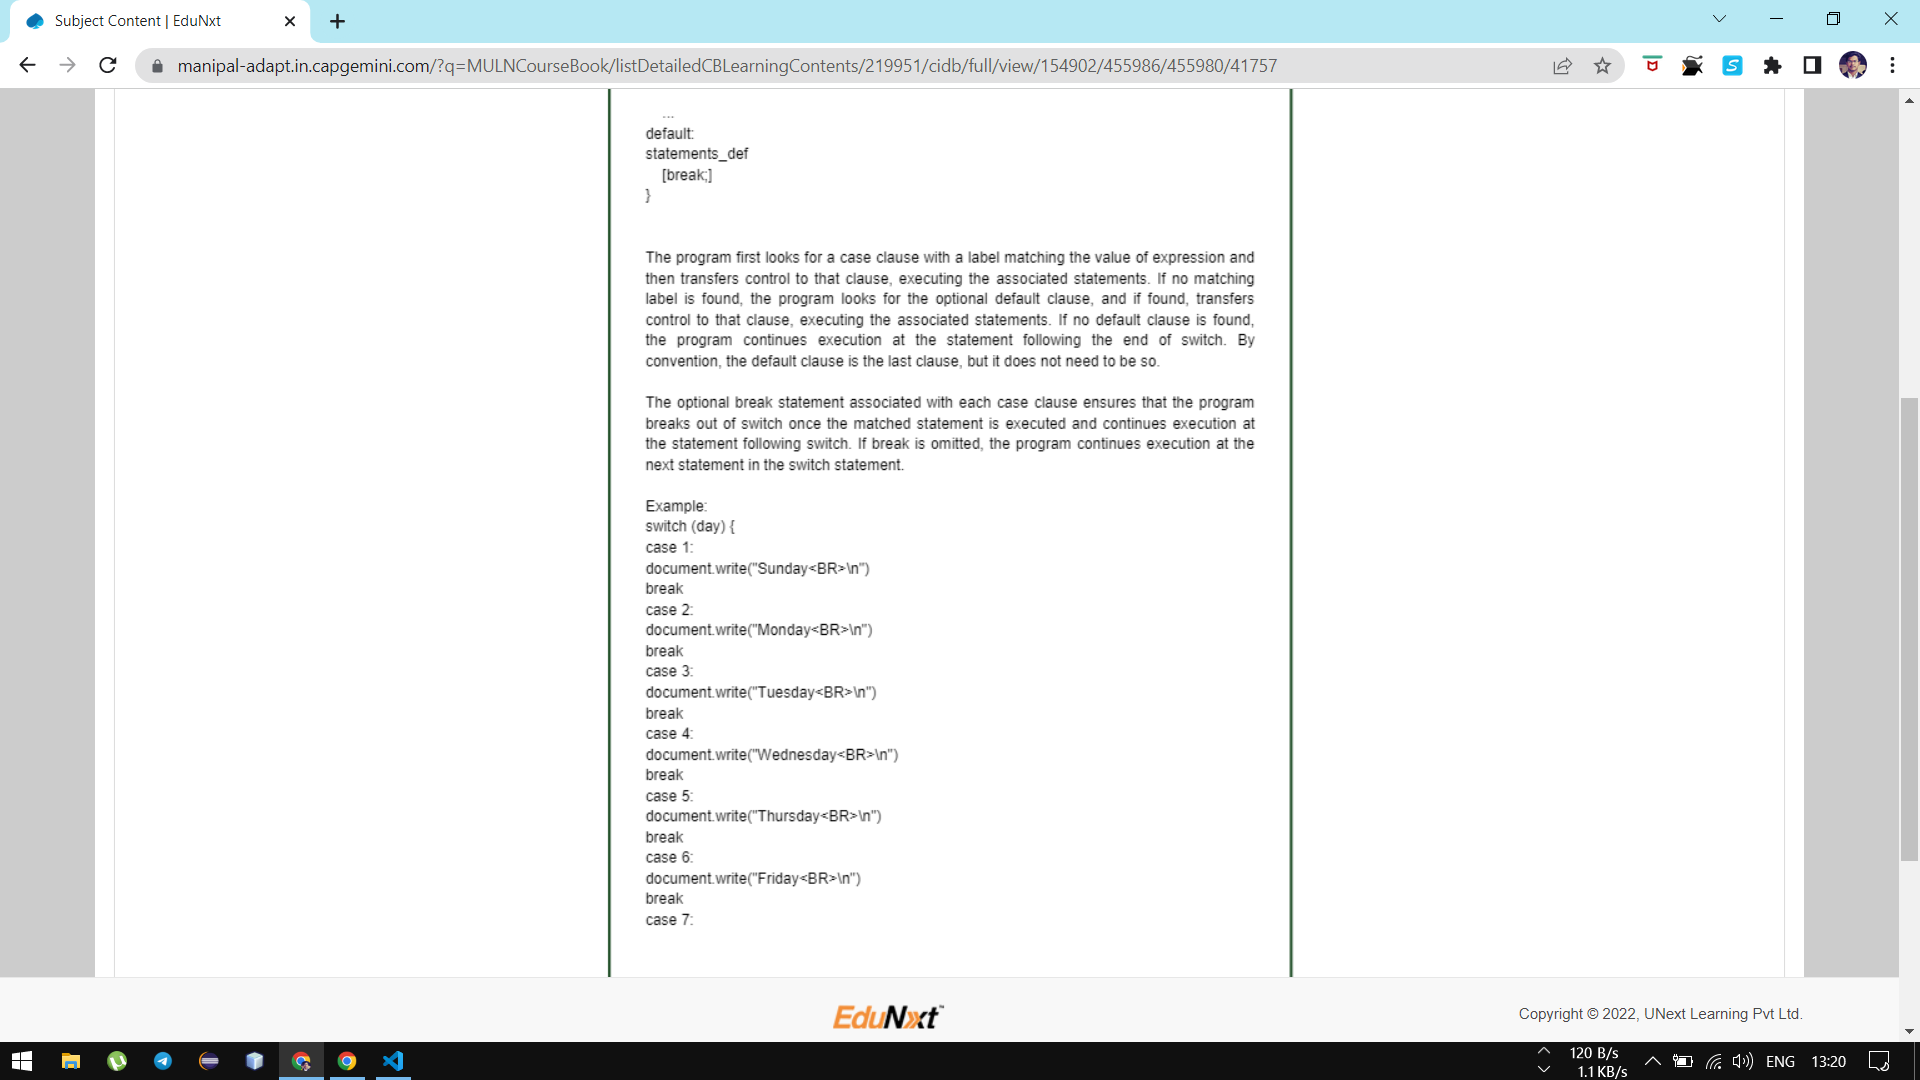 Subject Content | EduNxt
manipal-adapt.in.capgemini.com/?q=MULNCourseBook/listDetailedCBLearningContents/219951/cidb/full/view/154902/455986/455980/41757
...
default:
statements_def
[break;]
}
The program first looks for a case clause with a label matching the value of expression and
then transfers control to that clause, executing the associated statements. If no matching
label is found, the program looks for the optional default clause, and if found, transfers
control to that clause, executing the associated statements. If no default clause is found,
the program continues execution at the statement following the end of switch. By
convention, the default clause is the last clause, but it does not need to be so.
The optional break statement associated with each case clause ensures that the program
breaks out of switch once the matched statement is executed and continues execution at
the statement following switch. If break is omitted, the program continues execution at the
next statement in the switch statement.
Example:
switch (day) {
case 1:
document.write("Sunday<BR>\n")
break
case 2:
document.write("Monday<BR>\n")
break
case 3:
document.write("Tuesday<BR>\n")
break
case 4:
document.write("Wednesday<BR>\n")
break
case 5:
document.write("Thursday<BR>\n")
break
case 6:
document.write("Friday<BR>\n")
break
case 7:
EduNxt™
Copyright © 2022, UNext Learning Pvt Ltd.
120 B/s
1.1 KB/s
ENG
13:20